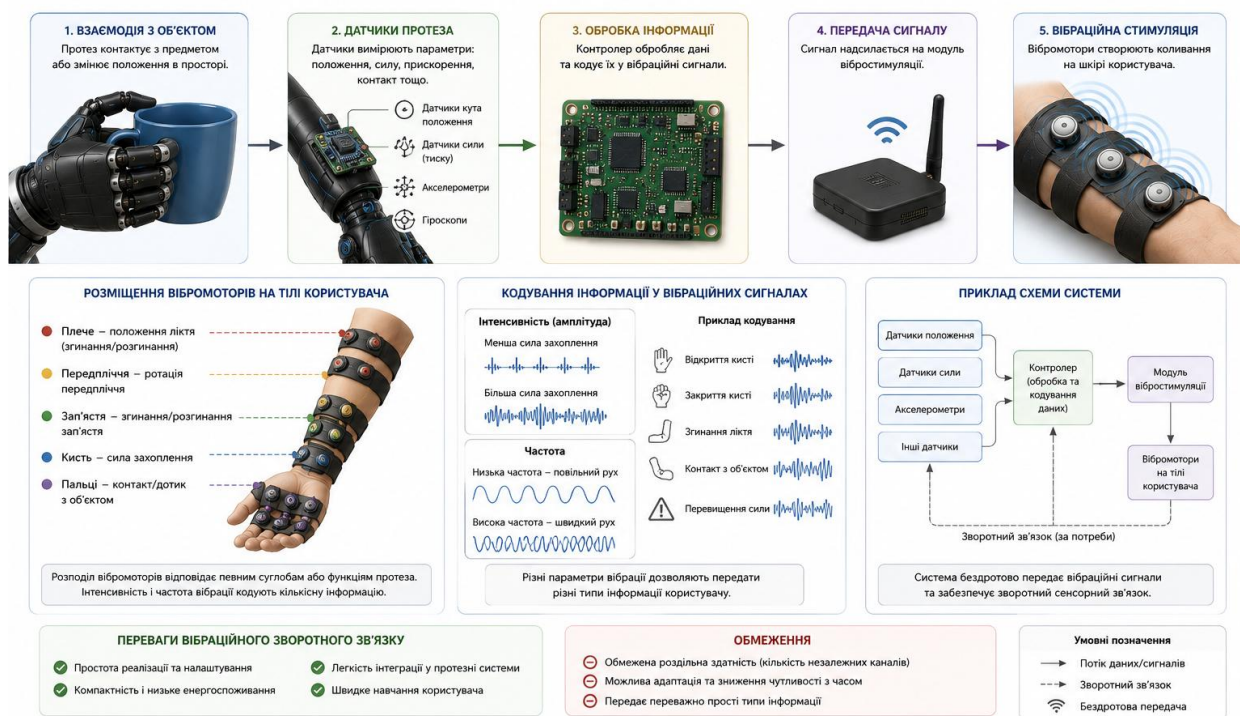 1. ВЗАЄМОДІЯ З ОБ'ЄКТОМ
Протез контактує з предметом
або змінює положення в просторі.
2. ДАТЧИКИ ПРОТЕЗА
Датчики вимірюють параметри:
положення, силу, прискорення,
контакт тощо.
Датчики кута
положення
Датчики сили
(тиску)
Акселерометри
Гіроскопи
3. ОБРОБКА ІНФОРМАЦІЇ
Контролер обробляє дані
та кодує їх у вібраційні сигнали.
4. ПЕРЕДАЧА СИГНАЛУ
Сигнал надсилається на модуль
вібростимуляції.
5. ВІБРАЦІЙНА СТИМУЛЯЦІЯ
Вібромотори створюють коливання
на шкірі користувача.
РОЗМІЩЕННЯ ВІБРОМОТОРІВ НА ТІЛІ КОРИСТУВАЧА
Плече – положення ліктя
(згинання/розгинання)
Передпліччя – ротація
передпліччя
Зап'ястя – згинання/розгинання
зап'ястя
Кисть – сила захоплення
Пальці – контакт/дотик
з об'єктом
Розподіл вібромоторів відповідає певним суглобам або функціям протеза.
Інтенсивність і частота вібрації кодують кількісну інформацію.
КОДУВАННЯ ІНФОРМАЦІЇ У ВІБРАЦІЙНИХ СИГНАЛАХ
Інтенсивність (амплітуда)
Менша сила захоплення
Більша сила захоплення
Частота
Низька частота – повільний рух
Висока частота – швидкий рух
Приклад кодування
Відкриття кисті
Закриття кисті
Згинання ліктя
Контакт з об'єктом
Перевищення сили
Різні параметри вібрації дозволяють передати
різні типи інформації користувачу.
ПРИКЛАД СХЕМИ СИСТЕМИ
Датчики положення
Датчики сили
Акселерометри
Інші датчики
Контролер
(обробка та
кодування
даних)
Модуль
вібростимуляції
Вібромотори
на тілі
користувача
Зворотний зв'язок (за потреби)
Система бездротово передає вібраційні сигнали
та забезпечує зворотний сенсорний зв'язок.
ПЕРЕВАГИ ВІБРАЦІЙНОГО ЗВОРОТНОГО ЗВ'ЯЗКУ
Простота реалізації та налаштування
Компактність і низьке енергоспоживання
Легкість інтеграції у протезні системи
Швидке навчання користувача
ОБМЕЖЕННЯ
Обмежена роздільна здатність (кількість незалежних каналів)
Можлива адаптація та зниження чутливості з часом
Передає переважно прості типи інформації
Умовні позначення
Потік даних/сигналів
Зворотний зв'язок
Бездротова передача